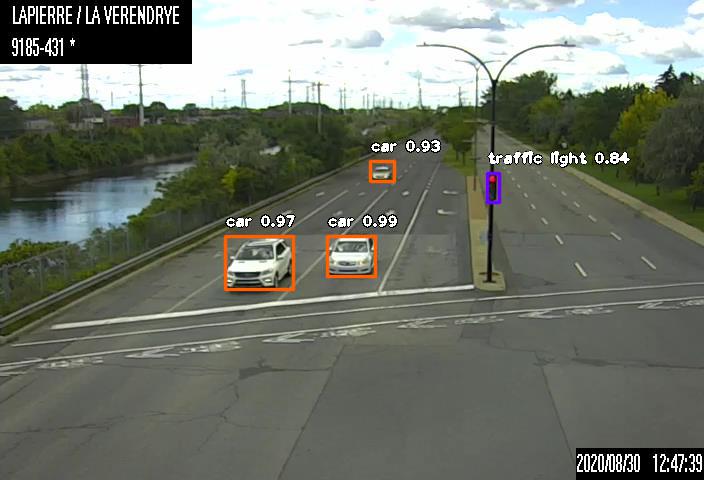 LAPIERRE / LA VERENDRYE
9185-431 *
car 0.93
traffic light 0.84
car 0.97
car 0.99
2020/08/30 12:47:39